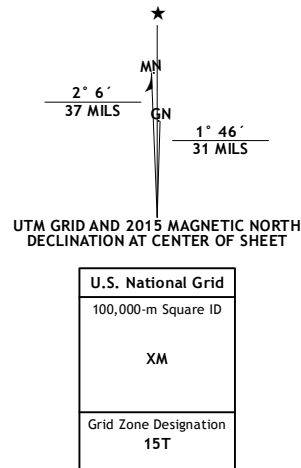 ★
MN
2° 6´
37 MILS
GN
1° 46´
31 MILS
UTM GRID AND 2015 MAGNETIC NORTH
DECLINATION AT CENTER OF SHEET
U.S. National Grid
100,000-m Square ID
XM
Grid Zone Designation
15T